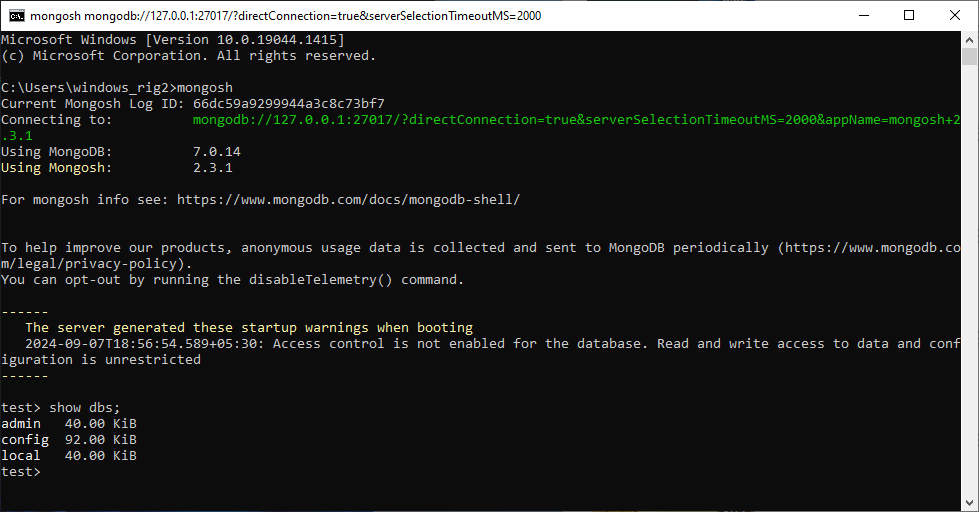 mongosh mongodb://127.0.0.1:27017/?directConnection=true&serverSelectionTimeoutMS=2000
Microsoft Windows [Version 10.0.19044.1415]
(c) Microsoft Corporation. All rights reserved.
C:\Users\windows_rig2>mongosh
Current Mongosh Log ID: 66dc59a9299944a3c8c73bf7
Connecting to:          mongodb://127.0.0.1:27017/?directConnection=true&serverSelectionTimeoutMS=2000&appName=mongosh+2
.3.1
Using MongoDB:          7.0.14
Using Mongosh:          2.3.1
For mongosh info see: https://www.mongodb.com/docs/mongodb-shell/
To help improve our products, anonymous usage data is collected and sent to MongoDB periodically (https://www.mongodb.co
m/legal/privacy-policy).
You can opt-out by running the disableTelemetry() command.
------
   The server generated these startup warnings when booting
   2024-09-07T18:56:54.589+05:30: Access control is not enabled for the database. Read and write access to data and conf
iguration is unrestricted
------
test> show dbs;
admin   40.00 KiB
config  92.00 KiB
local   40.00 KiB
test>